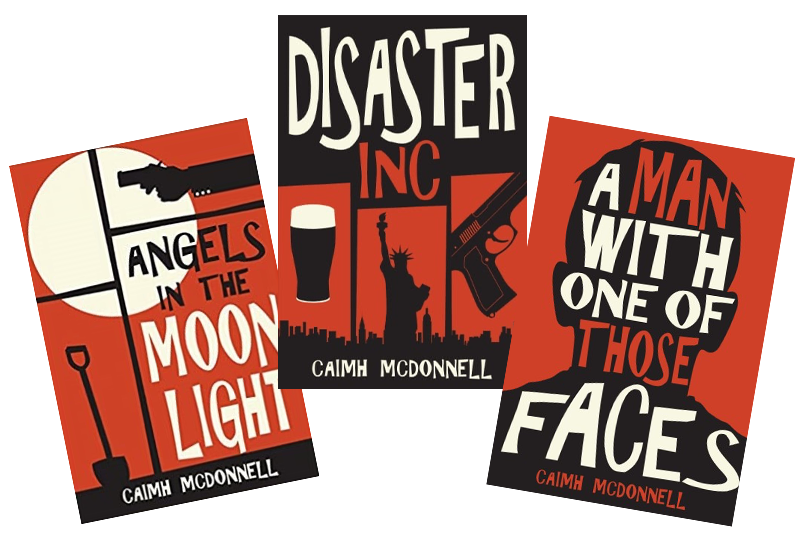 ANGELS
IN THE
MOON
LIGHT
CAIMH MCDONNELL
DISASTER
INC
CAIMH MCDONNELL
A MAN
WITH
ONE OF
THOSE
FACES
CAIMH MCDONNELL